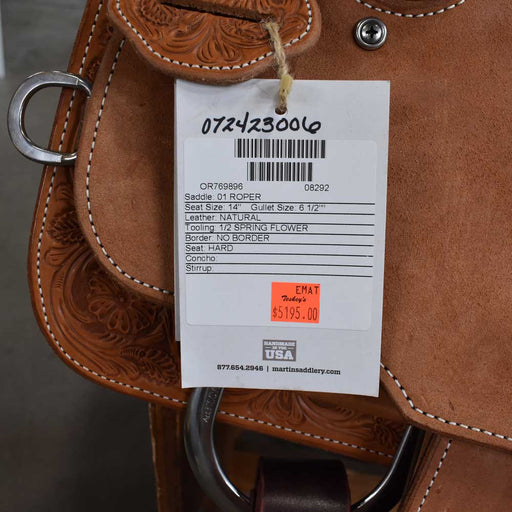 072423006
OR769896 08292
Saddle: 01 ROPER
Seat Size: 14" Gullet Size: 6 1/2""
Leather: NATURAL
Tooling: 1/2 SPRING FLOWER
Border: NO BORDER
Seat: HARD
Concho:
Stirrup:
EMAT
Teskey's
$5195.00
HANDMADE
IN THE
USA
877.654.2946 | martinsaddlery.com